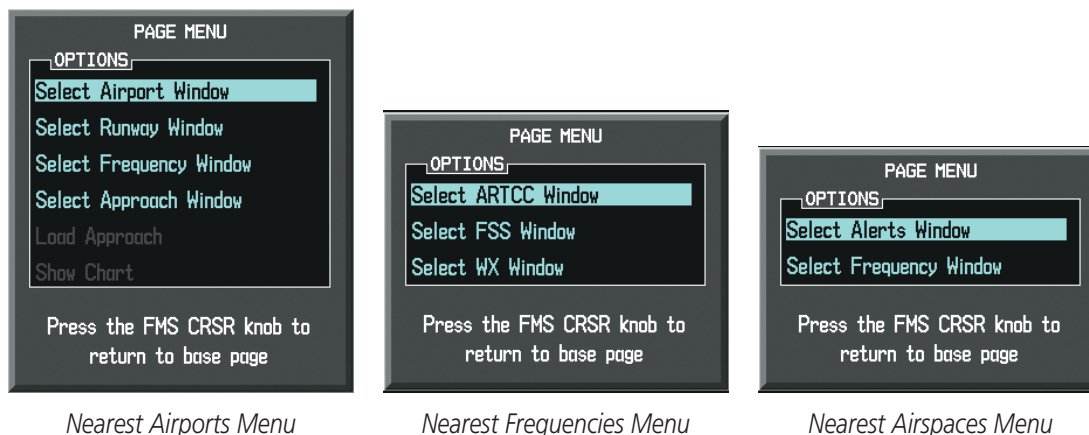 PAGE MENU
OPTIONS
Select Airport Window
Select Runway Window
Select Frequency Window
Select Approach Window
Load Approach
Show Chart
Press the FMS CRSR knob to
return to base page
Nearest Airports Menu
PAGE MENU
OPTIONS
Select ARTCC Window
Select FSS Window
Select WX Window
Press the FMS CRSR knob to
return to base page
Nearest Frequencies Menu
PAGE MENU
OPTIONS
Select Alerts Window
Select Frequency Window
Press the FMS CRSR knob to
return to base page
Nearest Airspaces Menu